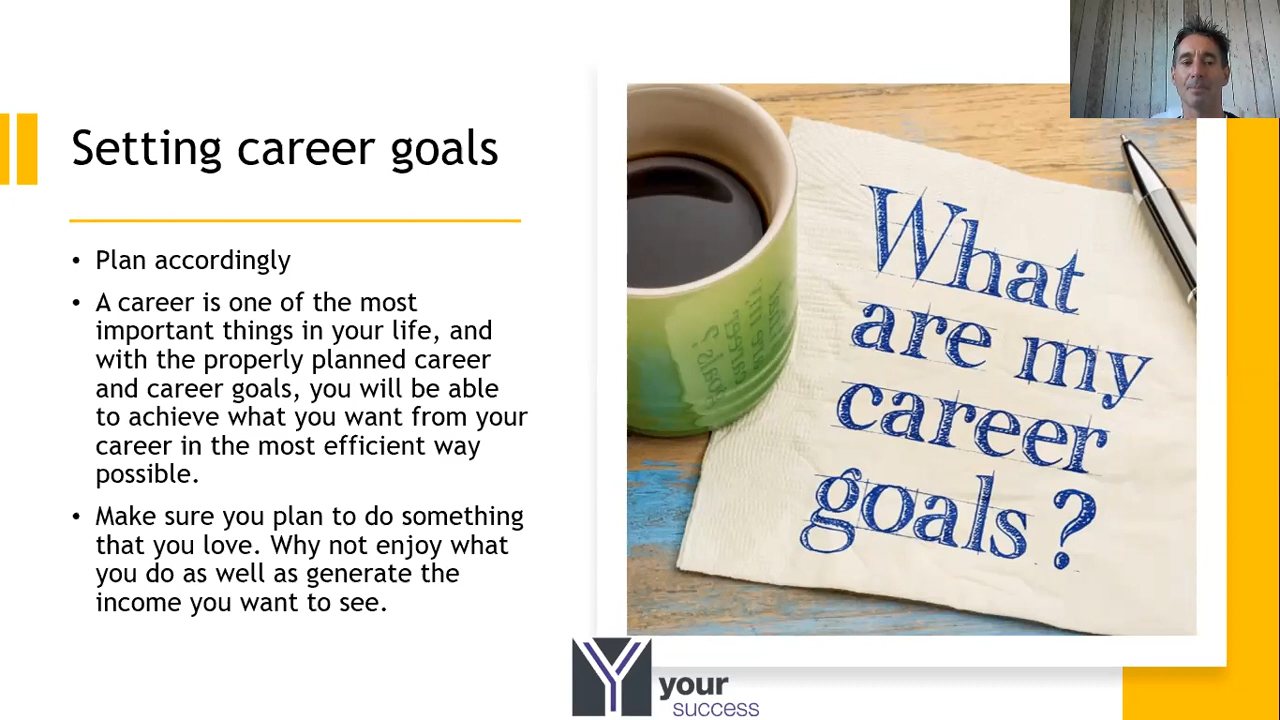 Setting career goals
• Plan accordingly
• A career is one of the most
important things in your life, and
with the properly planned career
and career goals, you will be able
to achieve what you want from your
career in the most efficient way
possible.
• Make sure you plan to do something
that you love. Why not enjoy what
you do as well as generate the
income you want to see.
What
are my
career
goals?
Y your
success